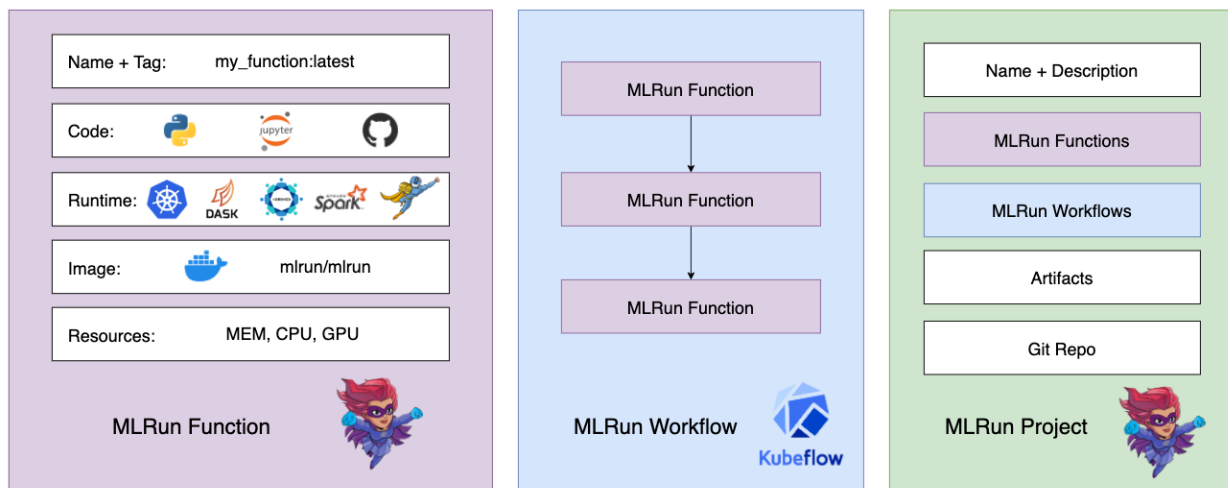 Name + Tag: my_function:latest
Code: jupyter
Runtime: DASK Spark
Image: mlrun/mlrun
Resources: MEM, CPU, GPU
MLRun Function
MLRun Function
MLRun Function
MLRun Function
MLRun Workflow
Kubeflow
Name + Description
MLRun Functions
MLRun Workflows
Artifacts
Git Repo
MLRun Project